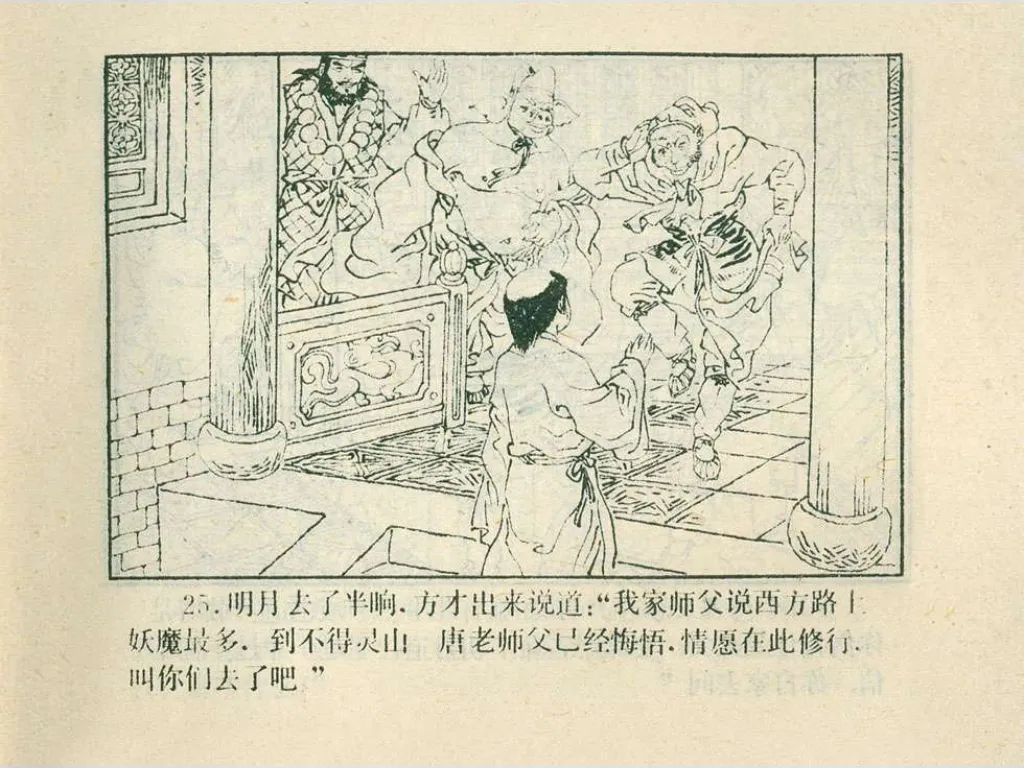 25.明月去了半晌,方才出来说道:“我家师父说西方路上
妖魔最多,到不得灵山 唐老师父已经悔悟,情愿在此修行,
叫你们去了吧”